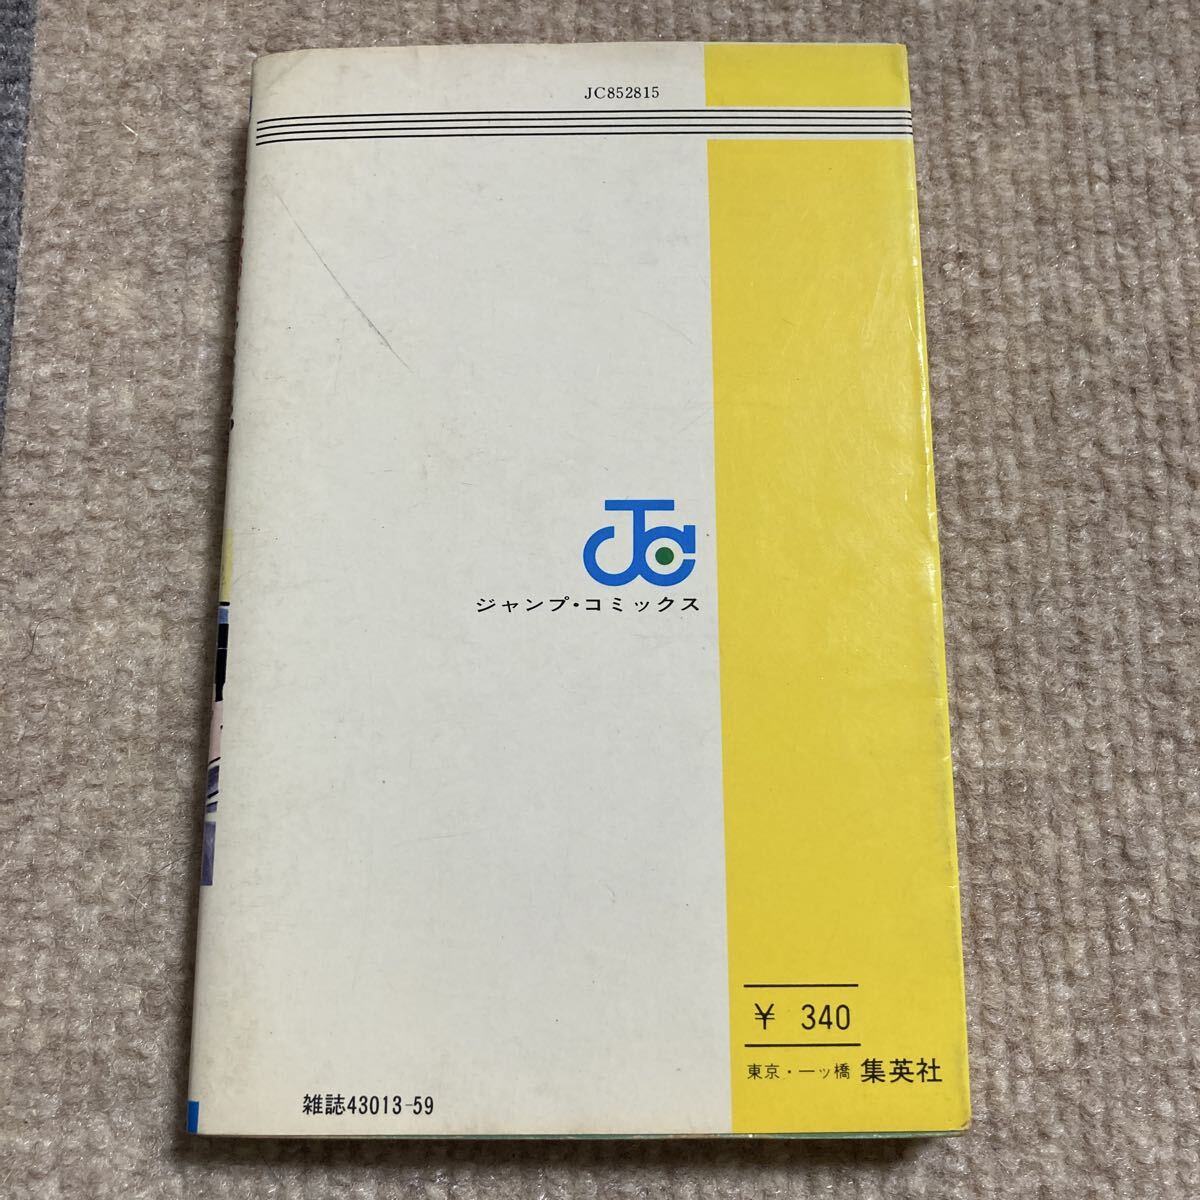 JC852815
JC
ジャンプ・コミックス
¥ 340
東京・一ッ橋 集英社
雑誌43013-59